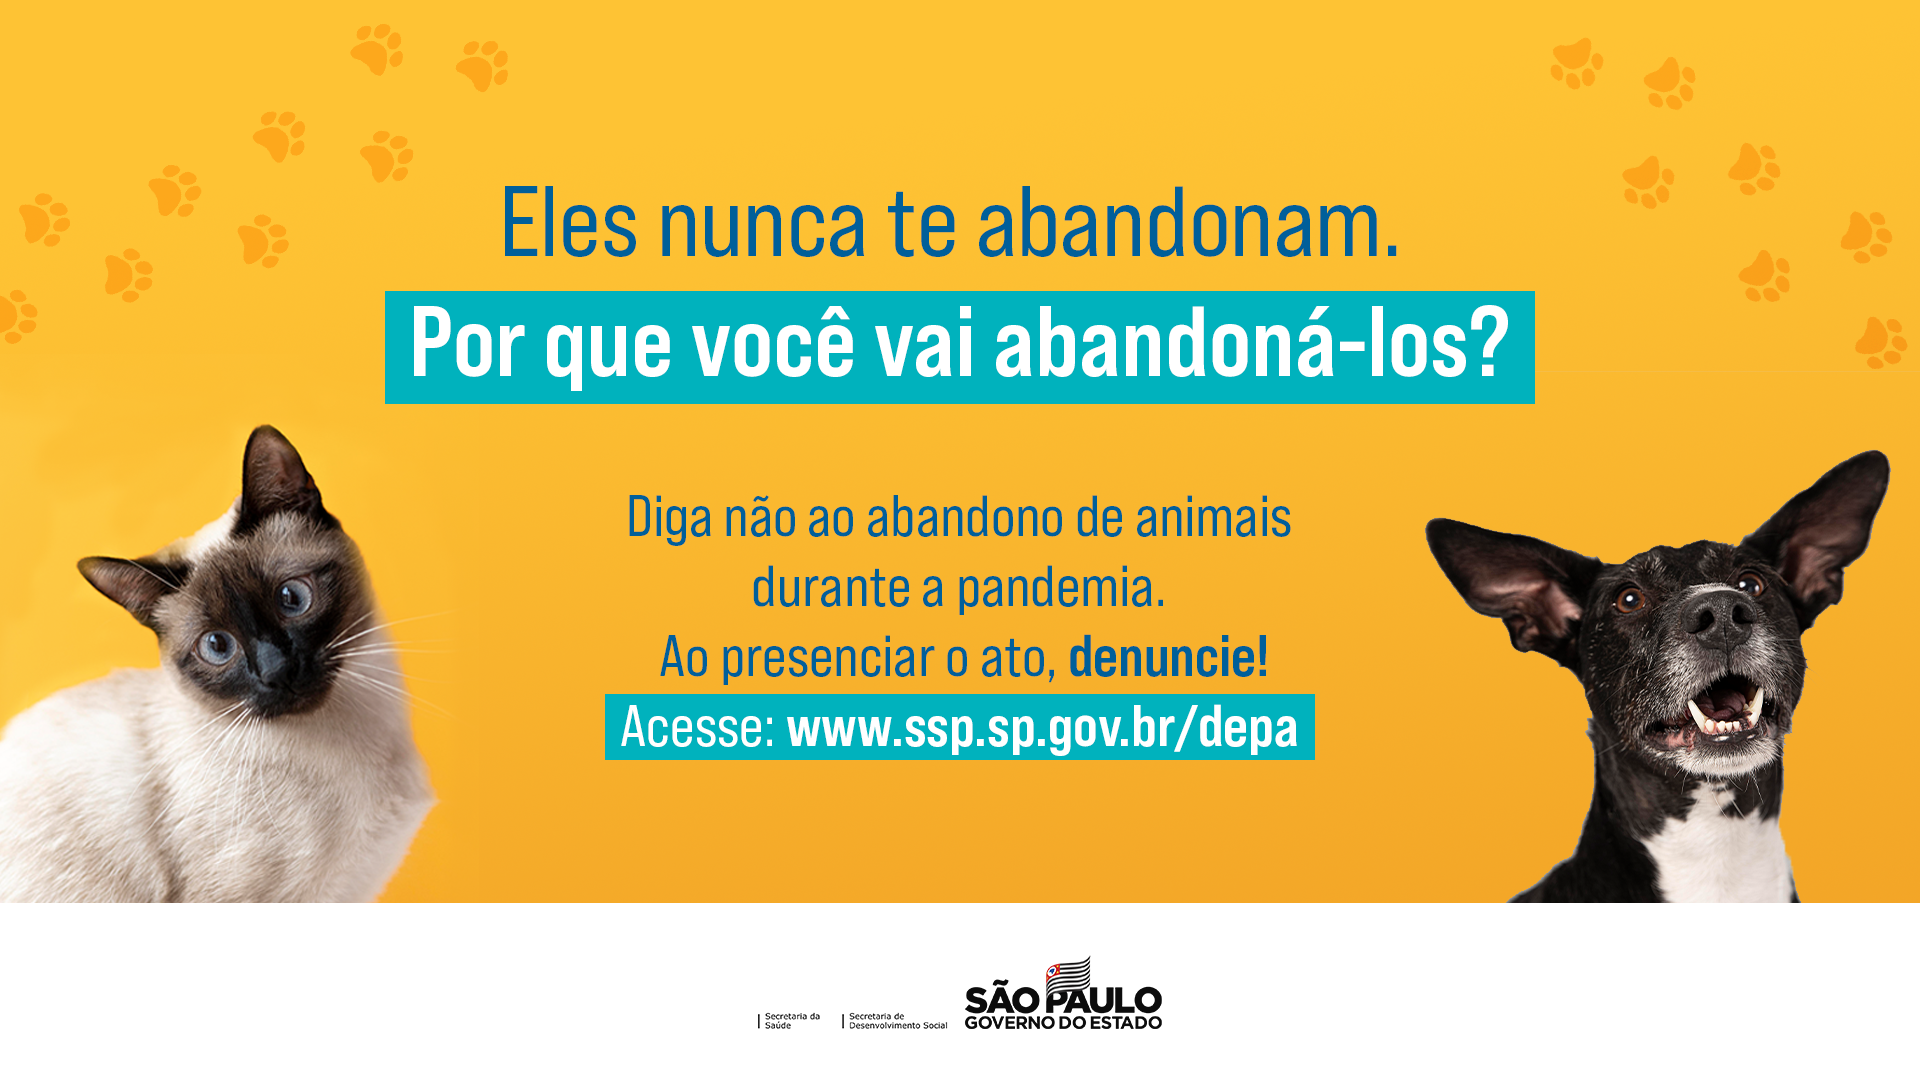 Eles nunca te abandonam.
Por que você vai abandoná-los?
Diga não ao abandono de animais
durante a pandemia.
Ao presenciar o ato, denuncie!
Acesse: www.ssp.sp.gov.br/depa
Secretaria da
Saúde
Secretaria de
Desenvolvimento Social
SÃO PAULO
GOVERNO DO ESTADO